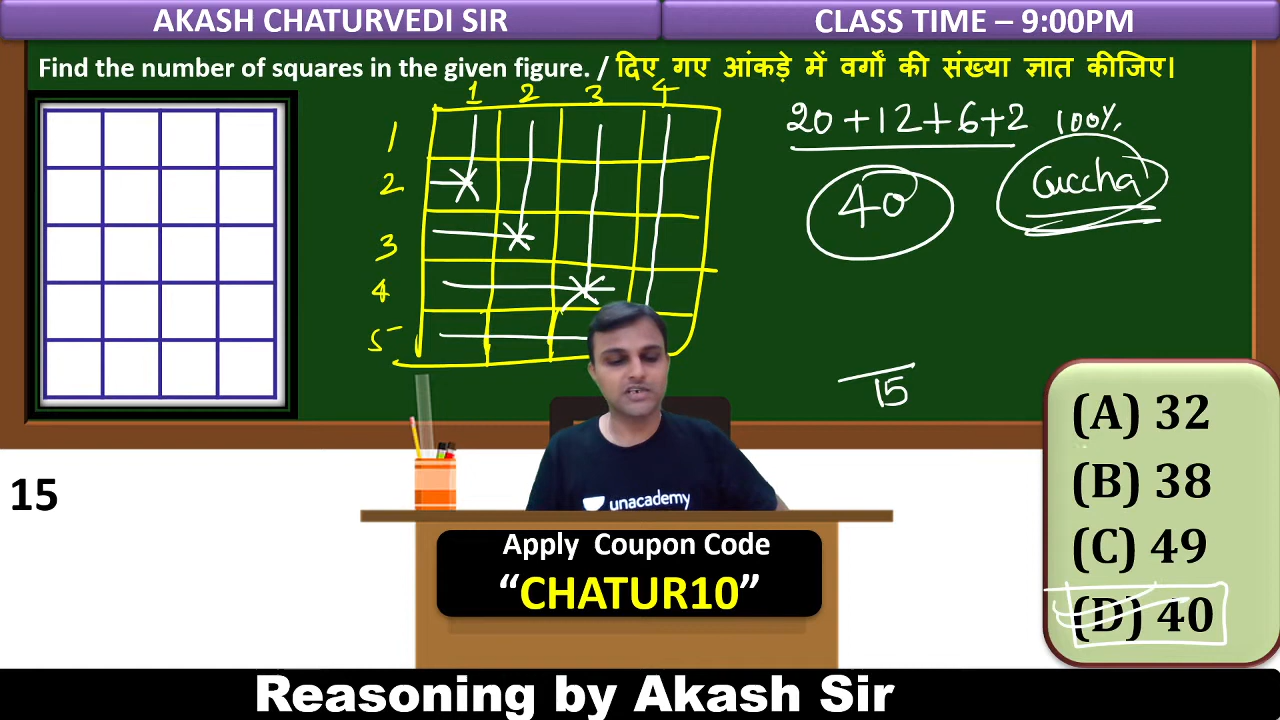 AKASH CHATURVEDI SIR
CLASS TIME – 9:00PM
Find the number of squares in the given figure. / दिए गए आंकड़े में वर्गों की संख्या ज्ञात कीजिए।
1 2 3 4
1
2
3
4
5
20 +12 + 6 + 2 100%
40
Cuccha
15
(A) 32
(B) 38
(C) 49
(D) 40
15
unacademy
Apply Coupon Code
“CHATUR10”
Reasoning by Akash Sir